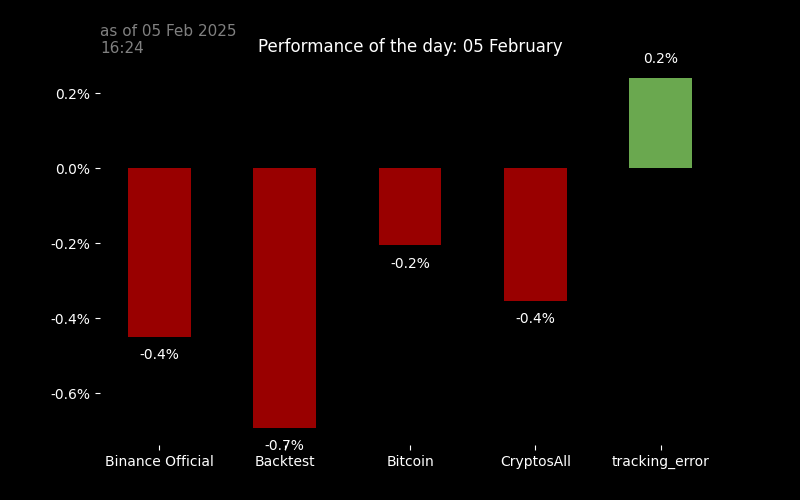 as of 05 Feb 2025
16:24
Performance of the day: 05 February
0.2%
0.2%
0.0%
-0.2%
-0.2%
-0.4%
-0.4%
-0.4%
-0.6%
-0.7%
Binance Official
Backtest
Bitcoin
CryptosAll
tracking_error